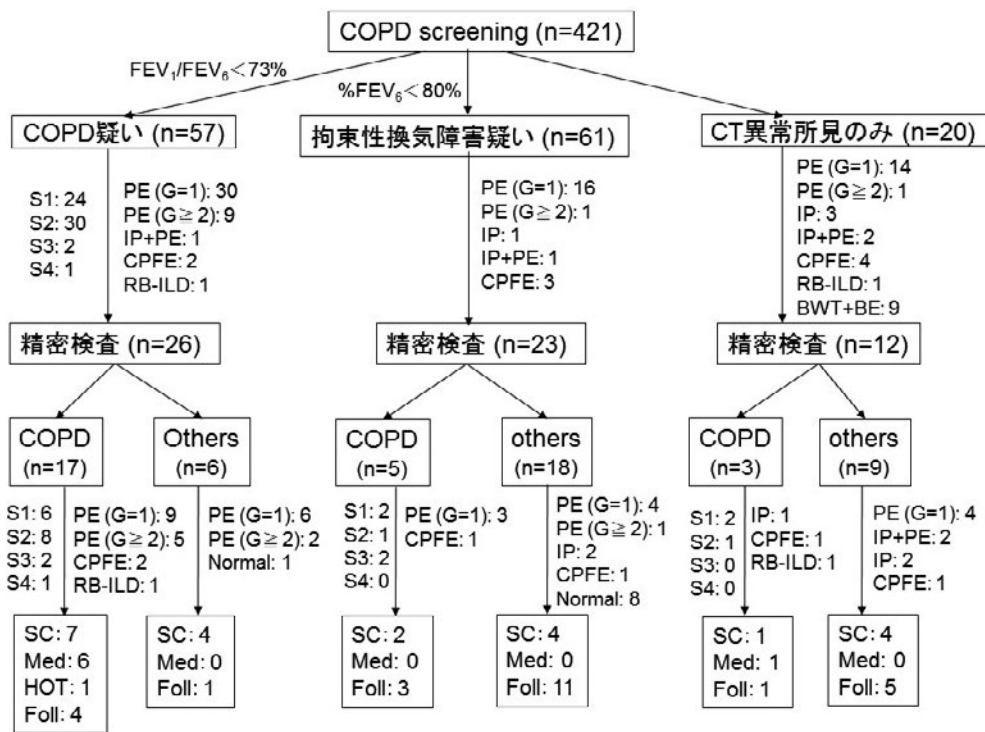 COPD screening (n=421)
FEV₁/FEV₆<73%
%FEV₆<80%
COPD疑い (n=57)
拘束性換気障害疑い (n=61)
CT異常所見のみ (n=20)
S1: 24
S2: 30
S3: 2
S4: 1
PE (G=1): 30
PE (G≧2): 9
IP+PE: 1
CPFE: 2
RB-ILD: 1
PE (G=1): 16
PE (G≧2): 1
IP: 1
IP+PE: 1
CPFE: 3
PE (G=1): 14
PE (G≧2): 1
IP: 3
IP+PE: 2
CPFE: 4
RB-ILD: 1
BWT+BE: 9
精密検査 (n=26)
精密検査 (n=23)
精密検査 (n=12)
COPD
(n=17)
Others
(n=6)
COPD
(n=5)
others
(n=18)
COPD
(n=3)
others
(n=9)
S1: 6
S2: 8
S3: 2
S4: 1
PE (G=1): 9
PE (G≧2): 5
CPFE: 2
RB-ILD: 1
PE (G=1): 6
PE (G≧2): 2
Normal: 1
S1: 2
S2: 1
S3: 2
S4: 0
PE (G=1): 3
CPFE: 1
PE (G=1): 4
PE (G≧2): 1
IP: 2
CPFE: 1
Normal: 8
S1: 2
S2: 1
S3: 0
S4: 0
IP: 1
CPFE: 1
RB-ILD: 1
PE (G=1): 4
IP+PE: 2
IP: 2
CPFE: 1
SC: 7
Med: 6
HOT: 1
Foll: 4
SC: 4
Med: 0
Foll: 1
SC: 2
Med: 0
Foll: 3
SC: 4
Med: 0
Foll: 11
SC: 1
Med: 1
Foll: 1
SC: 4
Med: 0
Foll: 5